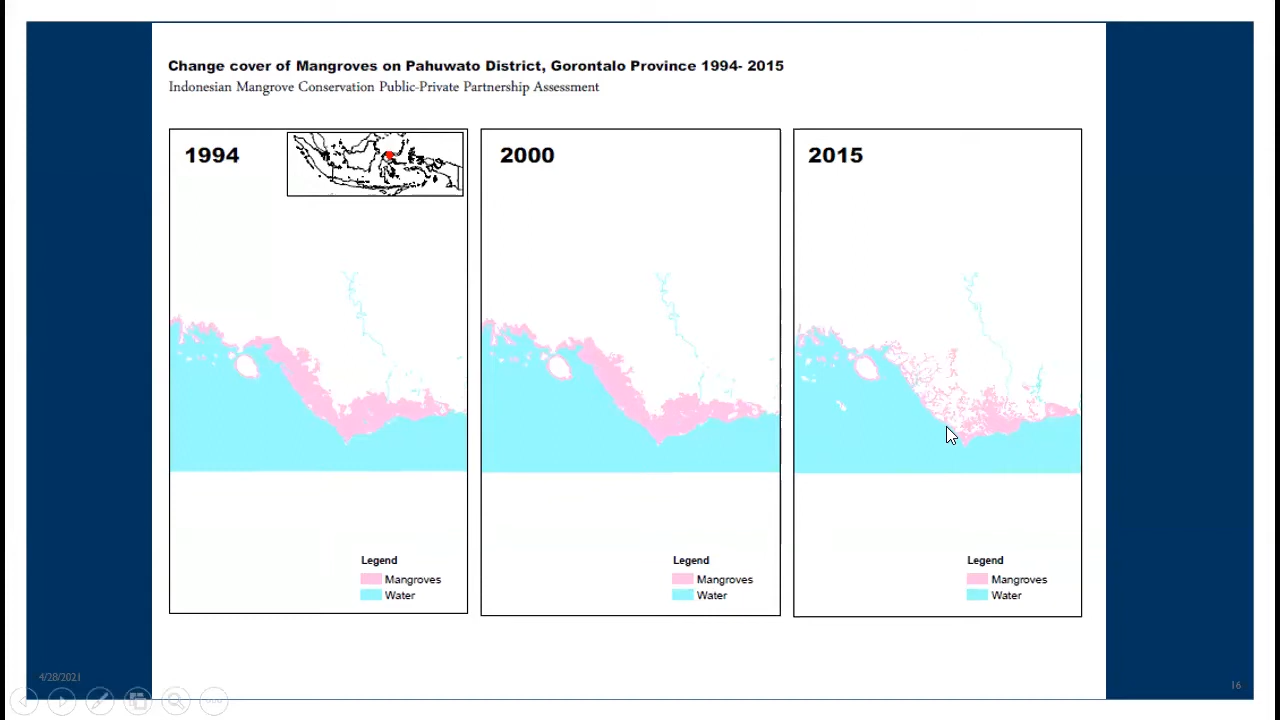 Change cover of Mangroves on Pahuwato District, Gorontalo Province 1994- 2015
Indonesian Mangrove Conservation Public-Private Partnership Assessment
1994
2000
2015
Legend
Mangroves
Water
Legend
Mangroves
Water
Legend
Mangroves
Water
4/28/2021
16